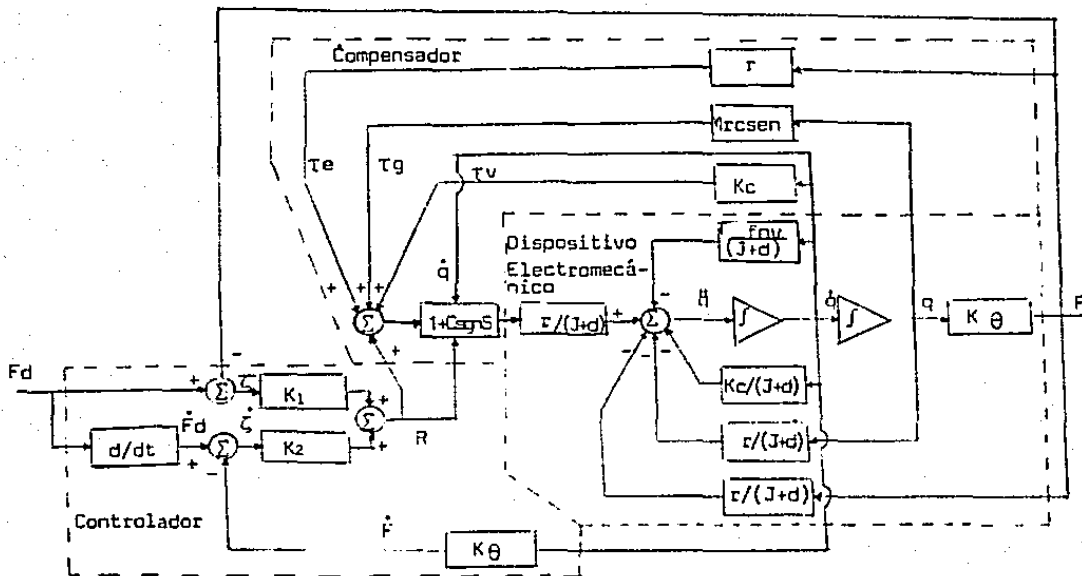 Compensador
r
Mrcsen
τe
τg
τv
Kc
Dispositivo
Electromecá-
nico
fnv
(J+d)
q̇
+
+
+
+
Σ
1+CsgnS
r/(J+d)
+
-
Σ
∫
q̇
∫
q
K θ
F
- - -
Kc/(J+d)
r/(J+d)
r/(J+d)
Fd
+
-
Σ
ζ
K1
+
Σ
+
R
d/dt
Ḟd
+
-
Σ
ζ̇
K2
Controlador
Ḟ
Kθ